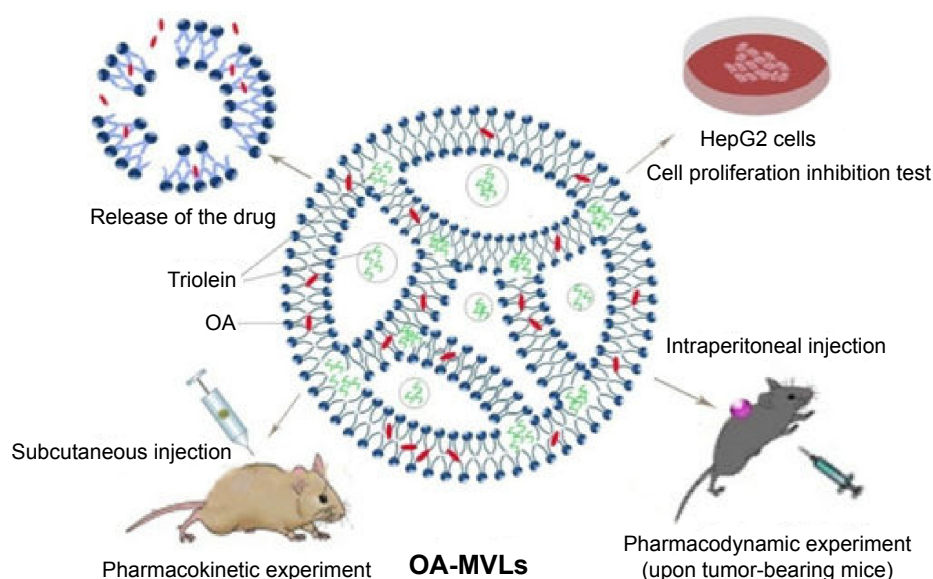 HepG2 cells
Cell proliferation inhibition test
Release of the drug
Triolein
OA
Intraperitoneal injection
Subcutaneous injection
Pharmacokinetic experiment
OA-MVLs
Pharmacodynamic experiment
(upon tumor-bearing mice)